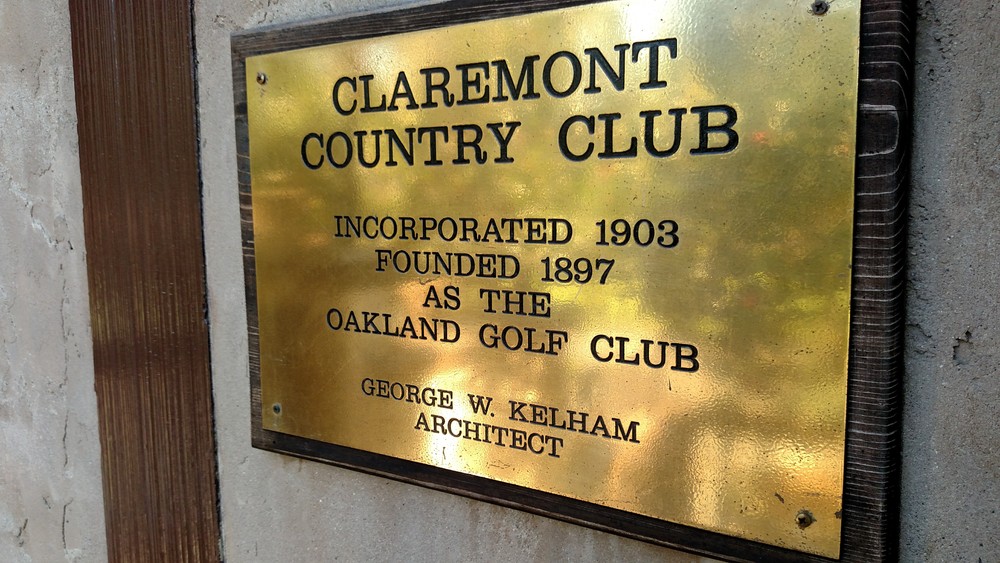 CLAREMONT
COUNTRY CLUB
INCORPORATED 1903
FOUNDED 1897
AS THE
OAKLAND GOLF CLUB
GEORGE W. KELHAM
ARCHITECT